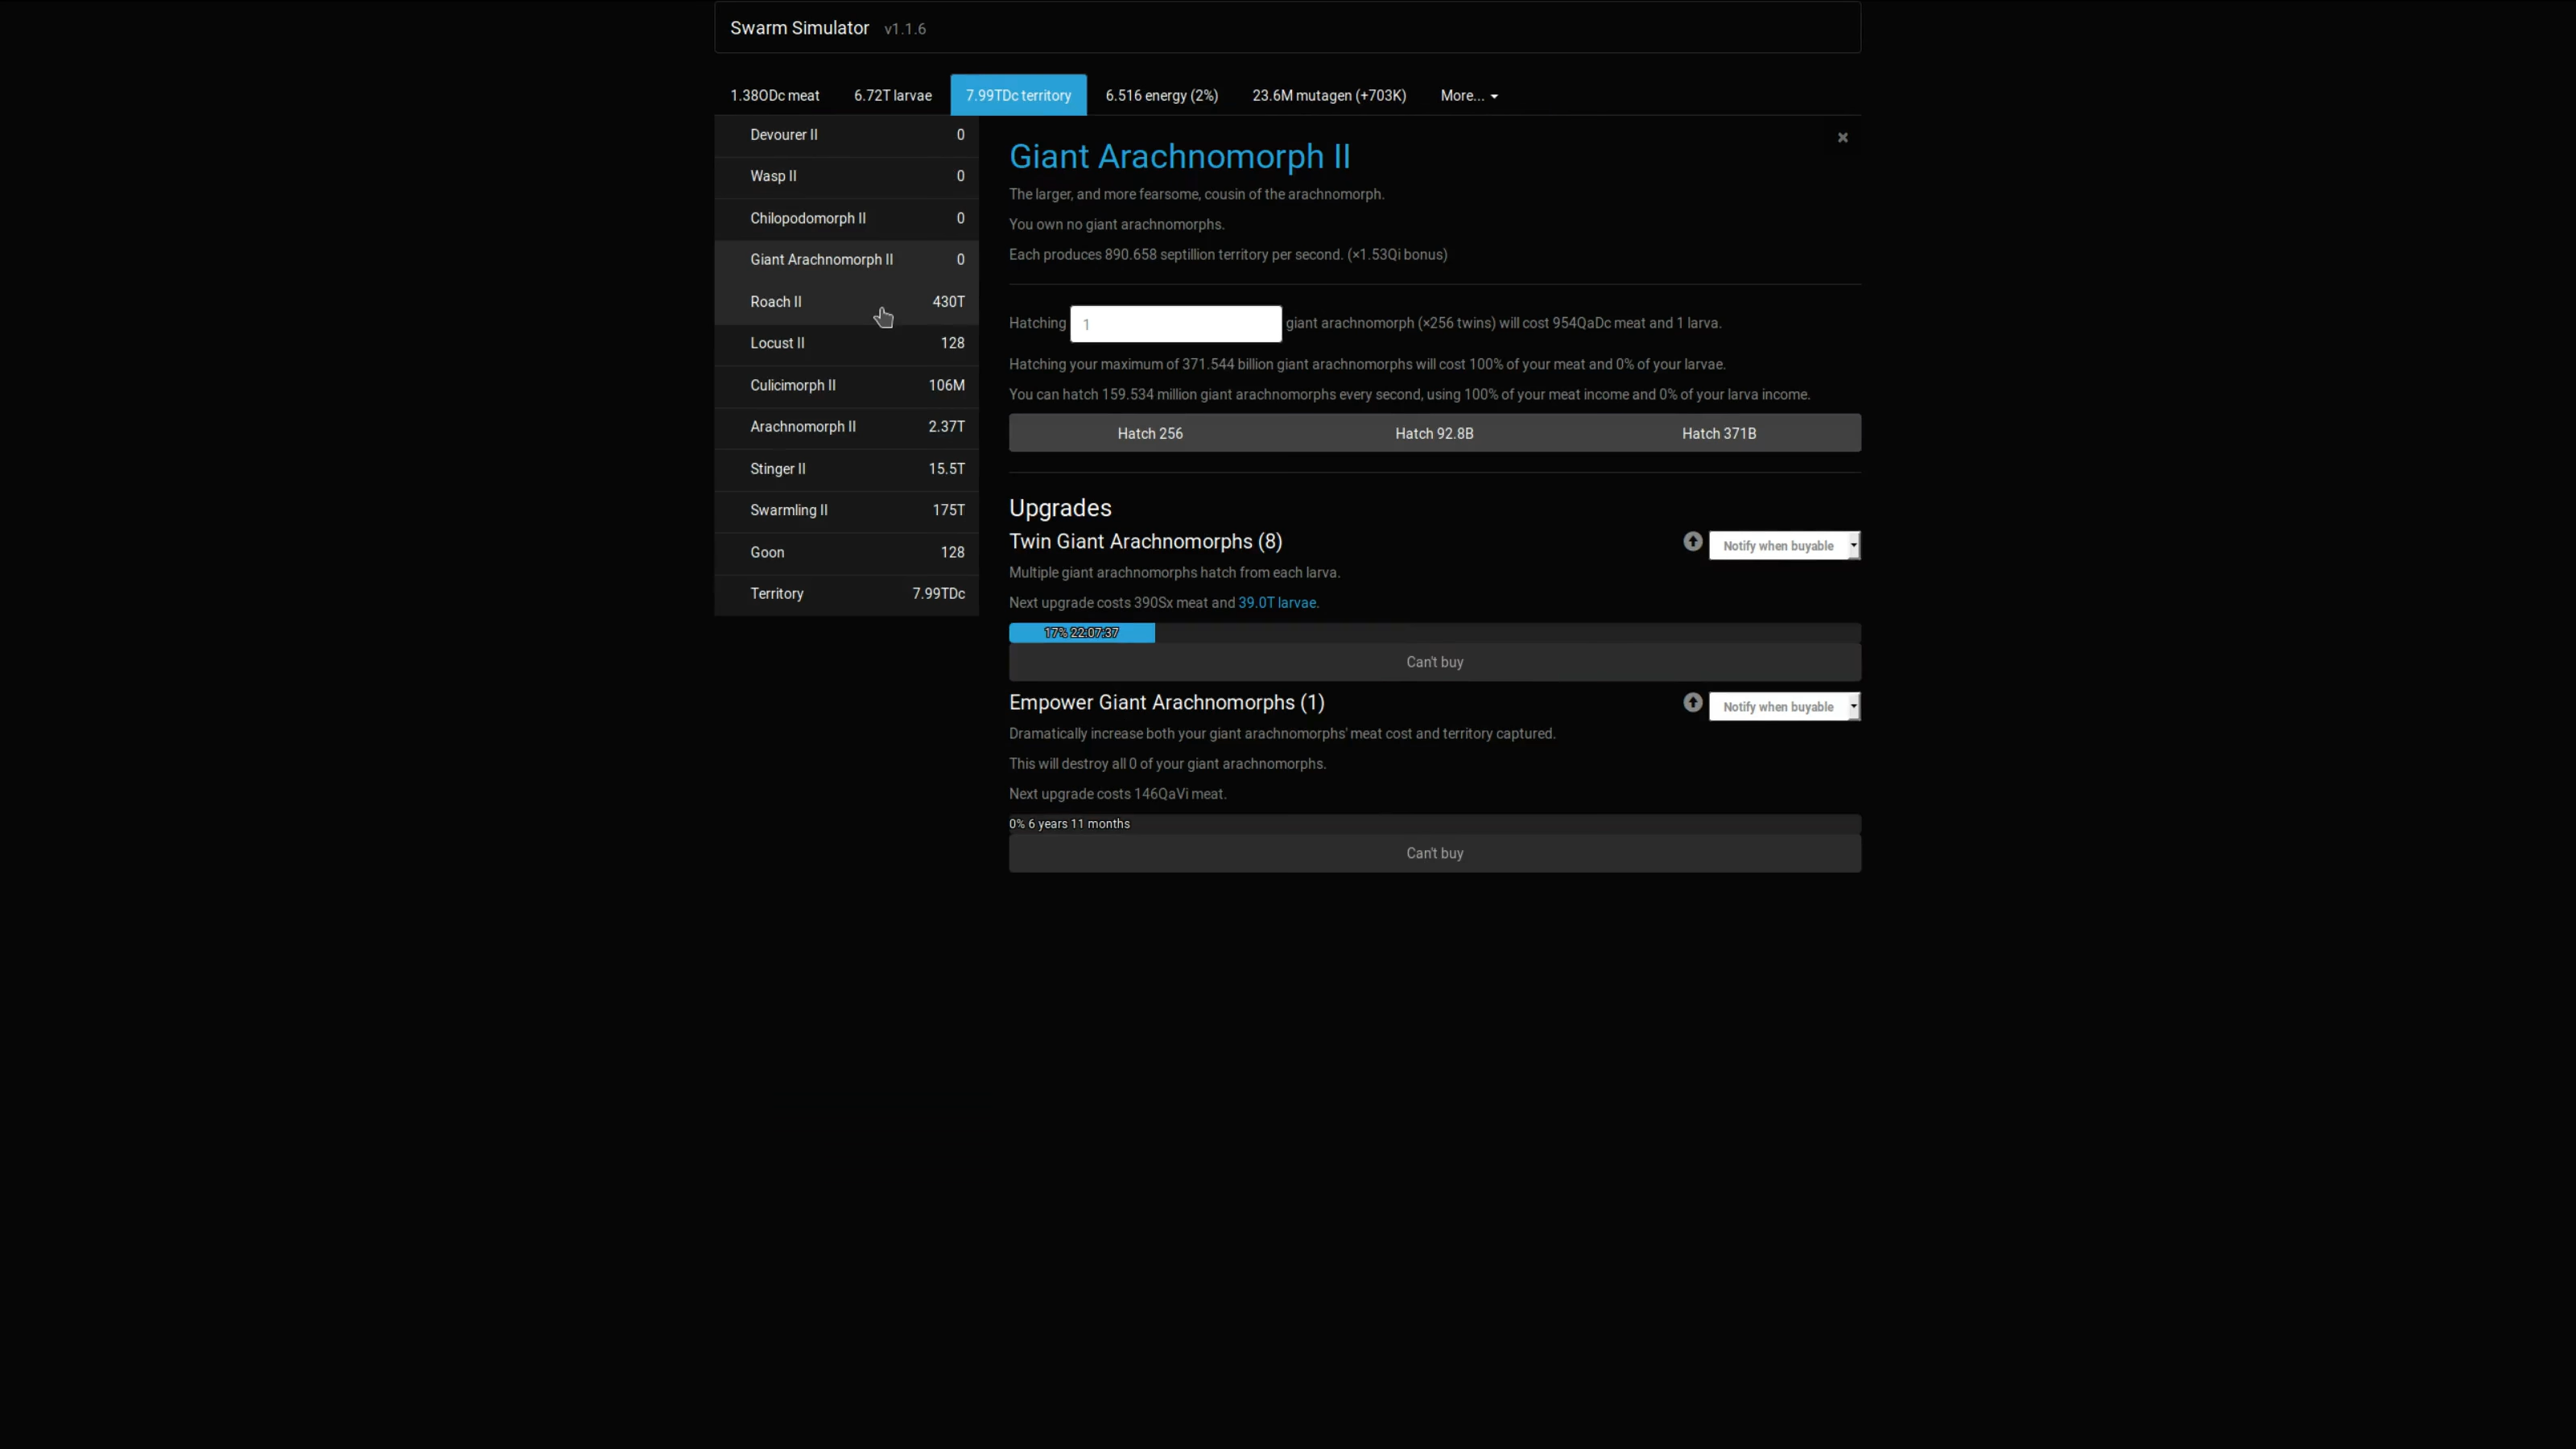 Swarm Simulator v1.1.6
1.38ODc meat 6.72T larvae 7.99TDc territory 6.516 energy (2%) 23.6M mutagen (+703K) More...
Devourer II 0
Wasp II 0
Chilopodomorph II 0
Giant Arachnomorph II 0
Roach II 430T
Locust II 128
Culicimorph II 106M
Arachnomorph II 2.37T
Stinger II 15.5T
Swarmling II 175T
Goon 128
Territory 7.99TDc
Giant Arachnomorph II
The larger, and more fearsome, cousin of the arachnomorph.
You own no giant arachnomorphs.
Each produces 890.658 septillion territory per second. (×1.53Qi bonus)
Hatching 1 giant arachnomorph (×256 twins) will cost 954QaDc meat and 1 larva.
Hatching your maximum of 371.544 billion giant arachnomorphs will cost 100% of your meat and 0% of your larvae.
You can hatch 159.534 million giant arachnomorphs every second, using 100% of your meat income and 0% of your larva income.
Hatch 256 Hatch 92.8B Hatch 371B
Upgrades
Twin Giant Arachnomorphs (8) Notify when buyable
Multiple giant arachnomorphs hatch from each larva.
Next upgrade costs 390Sx meat and 39.0T larvae.
17% 22:07:37
Can't buy
Empower Giant Arachnomorphs (1) Notify when buyable
Dramatically increase both your giant arachnomorphs' meat cost and territory captured.
This will destroy all 0 of your giant arachnomorphs.
Next upgrade costs 146QaVi meat.
0% 6 years 11 months
Can't buy